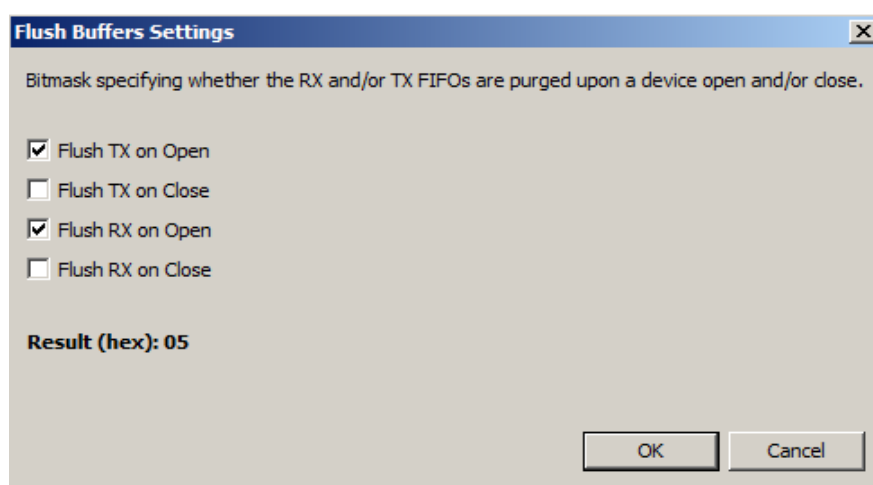 Flush Buffers Settings
Bitmask specifying whether the RX and/or TX FIFOs are purged upon a device open and/or close.
Flush TX on Open
Flush TX on Close
Flush RX on Open
Flush RX on Close
Result (hex): 05
OK Cancel